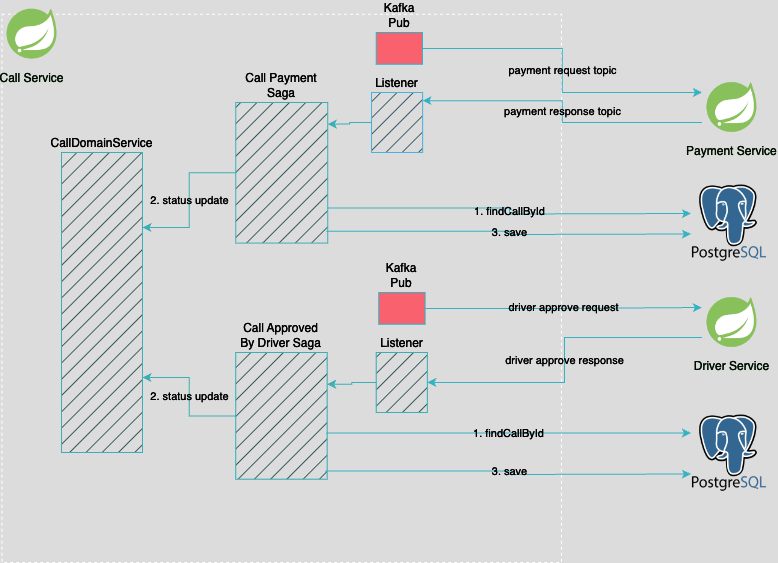 Kafka
Pub
Call Service
Call Payment
Saga
Listener
payment request topic
payment response topic
CallDomainService
Payment Service
2. status update
1. findCallById
3. save
PostgreSQL
Kafka
Pub
driver approve request
Call Approved
By Driver Saga
Listener
driver approve response
Driver Service
2. status update
1. findCallById
3. save
PostgreSQL